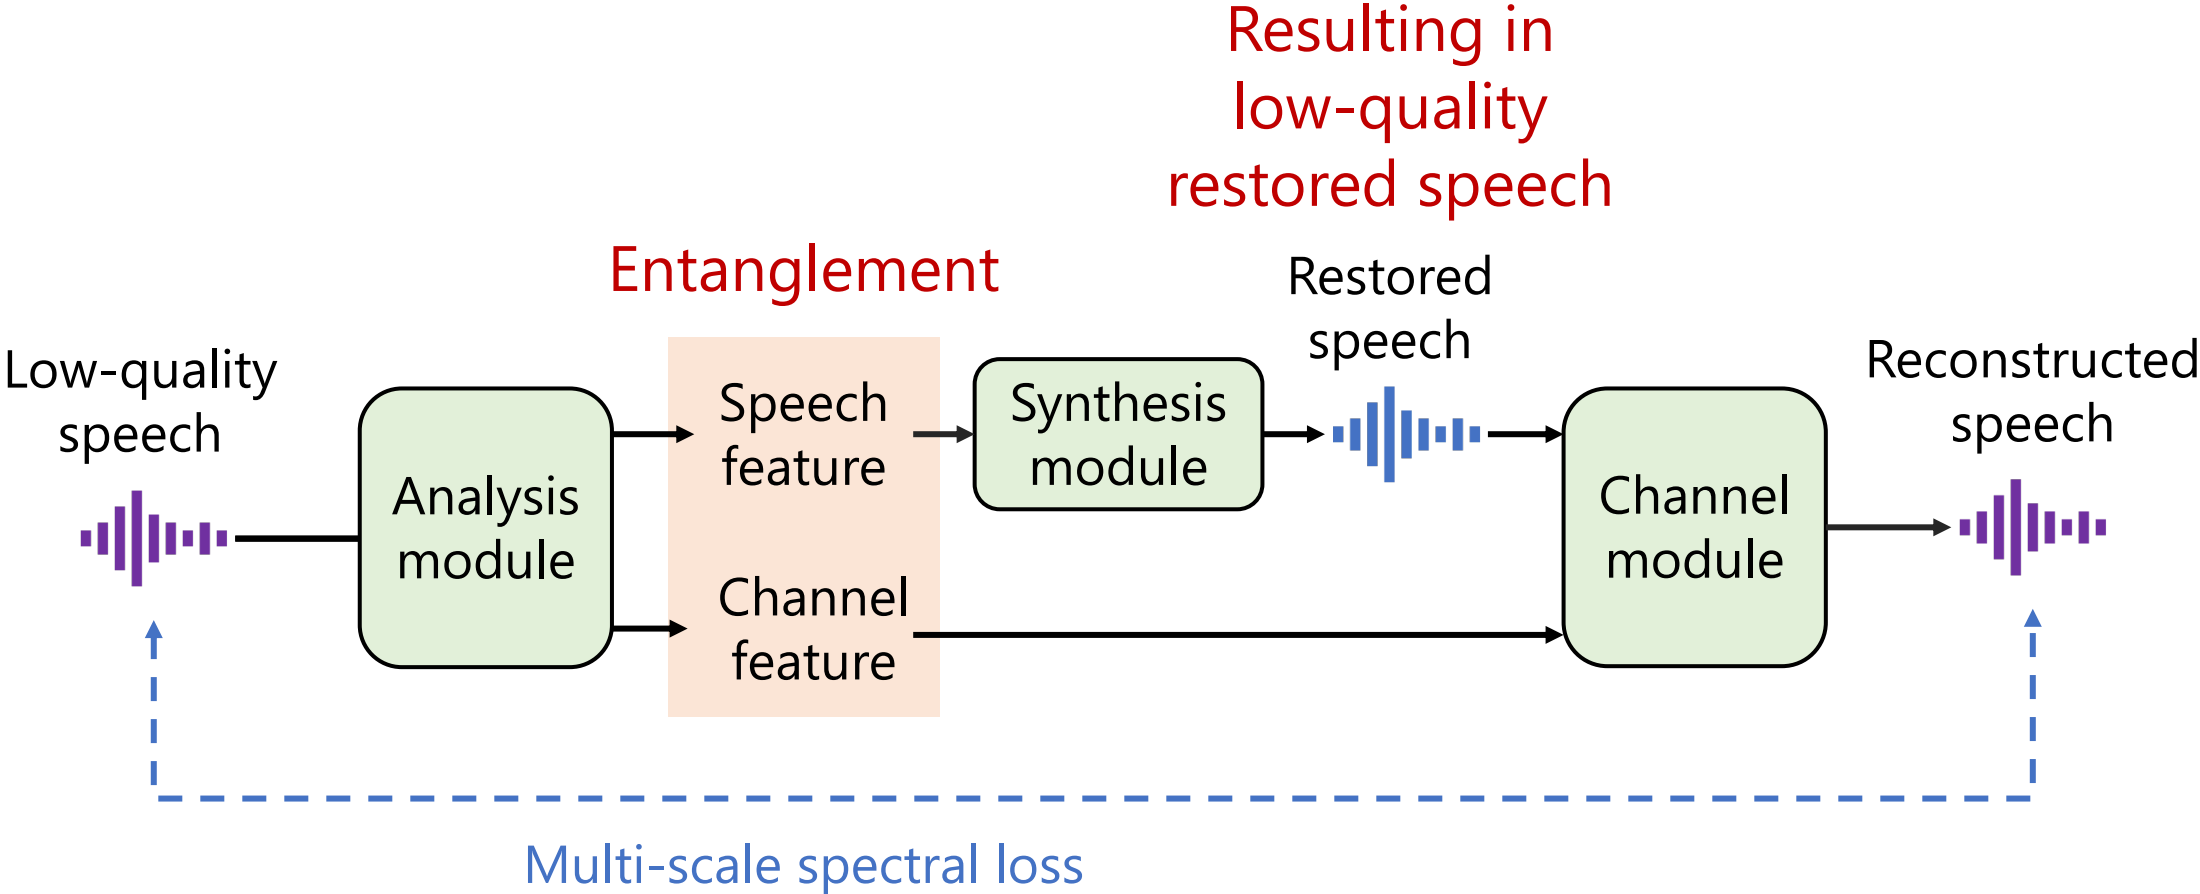 Resulting in
low-quality
restored speech
Entanglement
Restored
speech
Low-quality
speech
Reconstructed
speech
Analysis
module
Speech
feature
Synthesis
module
Channel
feature
Channel
module
Multi-scale spectral loss